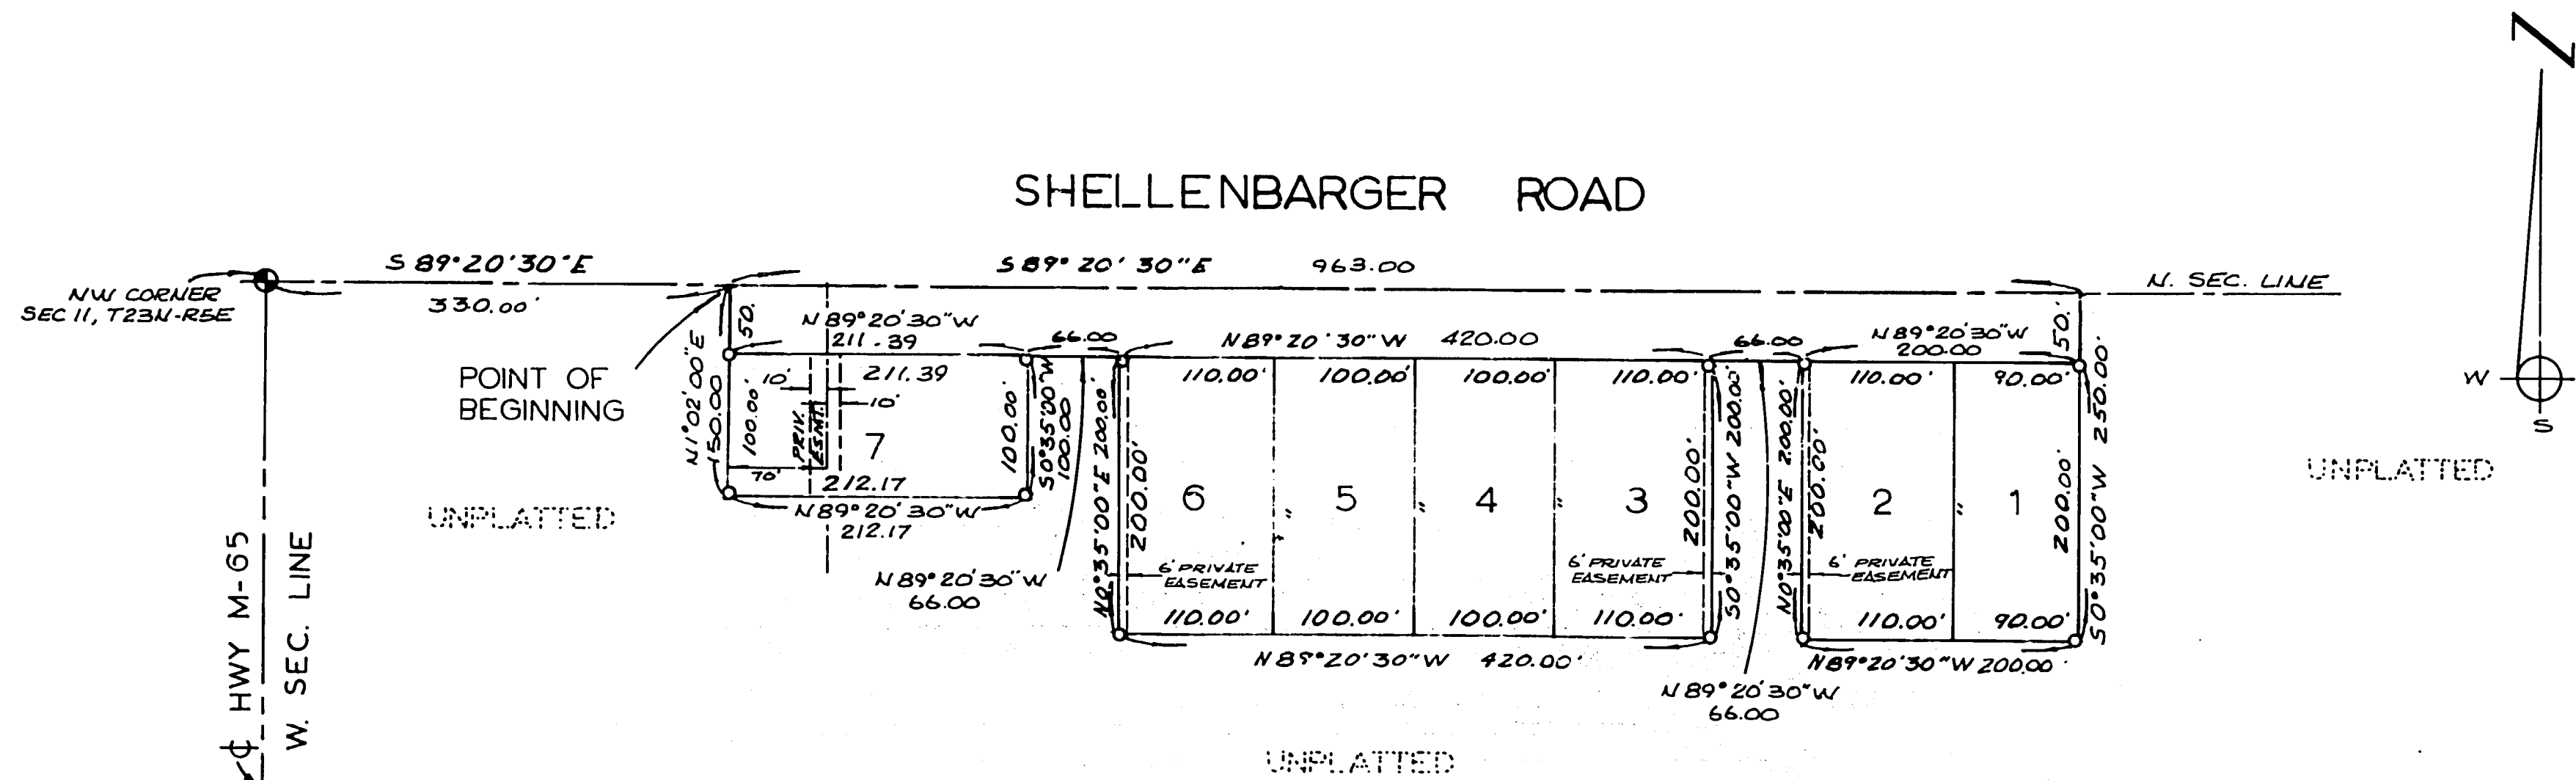 SHELLENBARGER ROAD
S 89°20'30"E
330.00'
S 89° 20' 30"E 963.00
N. SEC. LINE
NW CORNER
SEC 11, T23N-R5E
POINT OF
BEGINNING
50.
N 89°20'30"W
211.39
66.00
N 89°20'30"W 420.00
66.00
N 89°20'30"W
200.00
50.
N1°02'00"E
150.00
100.00'
10'
211.39
10'
PRIV.
ESMT.
7
70'
212.17
100.00'
S0°35'00"W
100.00
N 89°20'30"W
212.17
N 89°20'30"W
66.00
N0°35'00"E 200.00'
200.00'
110.00' 100.00' 100.00' 110.00'
6 " 5 " 4 " 3
6' PRIVATE
EASEMENT
6' PRIVATE
EASEMENT
110.00' 100.00' 100.00' 110.00'
N 89°20'30"W 420.00'
200.00'
S0°35'00"W 200.00'
N 89°20'30"W
66.00
N0°35'00"E 200.00'
200.00'
110.00' 90.00'
2 " 1
6' PRIVATE
EASEMENT
110.00' 90.00'
N 89°20'30"W 200.00'
200.00'
S0°35'00"W 250.00'
UNPLATTED
UNPLATTED
UNPLATTED
℄ HWY M-65
W. SEC. LINE
N
W
S